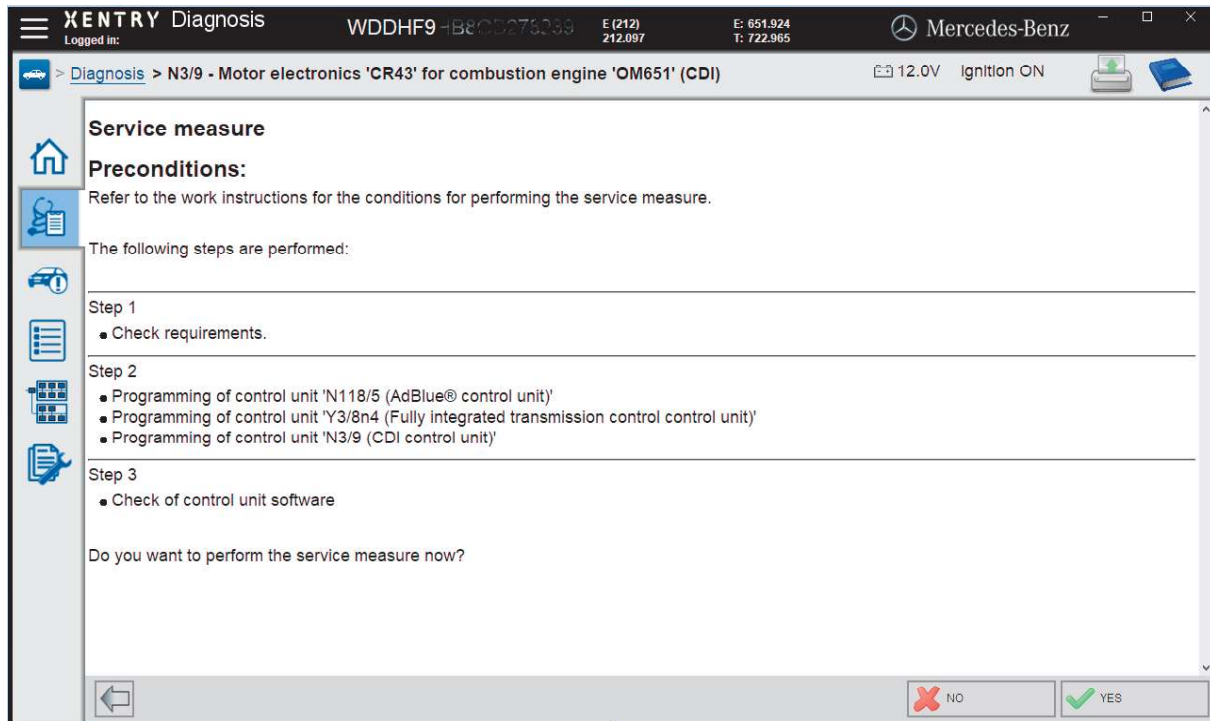 XENTRY Diagnosis
Logged in:
WDDHF9
E (212)
212.097
E: 651.924
T: 722.965
Mercedes-Benz
> Diagnosis > N3/9 - Motor electronics 'CR43' for combustion engine 'OM651' (CDI)
12.0V Ignition ON
Service measure
Preconditions:
Refer to the work instructions for the conditions for performing the service measure.
The following steps are performed:
Step 1
• Check requirements.
Step 2
• Programming of control unit 'N118/5 (AdBlue® control unit)'
• Programming of control unit 'Y3/8n4 (Fully integrated transmission control control unit)'
• Programming of control unit 'N3/9 (CDI control unit)'
Step 3
• Check of control unit software
Do you want to perform the service measure now?
NO
YES